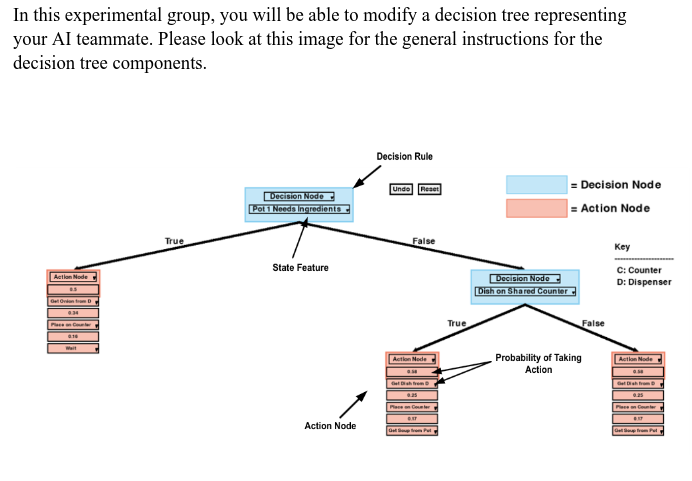 In this experimental group, you will be able to modify a decision tree representing
your AI teammate. Please look at this image for the general instructions for the
decision tree components.
Decision Rule
Undo Reset
= Decision Node
= Action Node
Decision Node
Pot 1 Needs Ingredients
True
False
Key
State Feature
C: Counter
D: Dispenser
Action Node
0.5
Get Onion from D
0.34
Place on Counter
0.16
Wait
Decision Node
Dish on Shared Counter
True
False
Probability of Taking
Action
Action Node
0.58
Get Dish from D
0.25
Place on Counter
0.17
Get Soup from Pot
Action Node
0.58
Get Dish from D
0.25
Place on Counter
0.17
Get Soup from Pot
Action Node